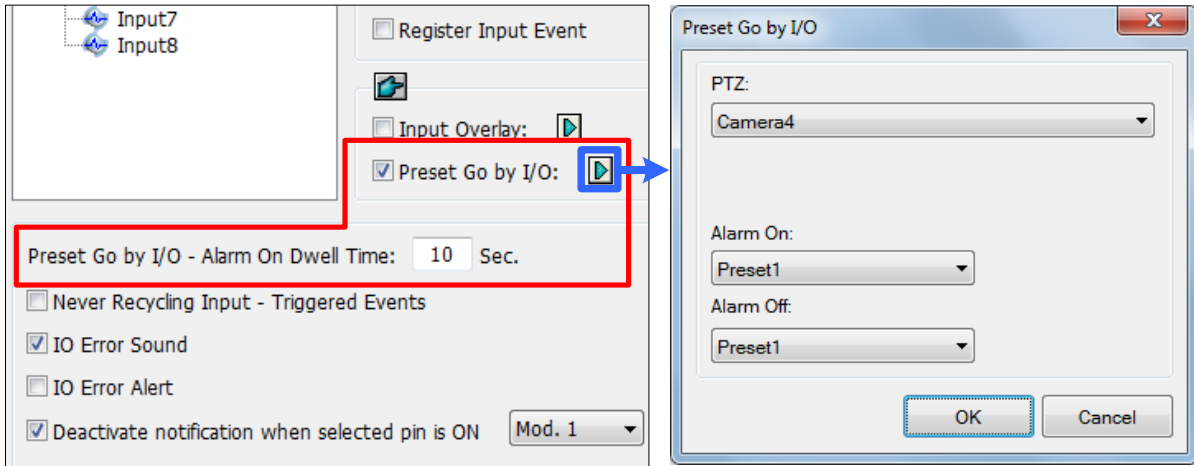 Input7
Input8
Register Input Event
Input Overlay:
Preset Go by I/O:
Preset Go by I/O - Alarm On Dwell Time: 10 Sec.
Never Recycling Input - Triggered Events
IO Error Sound
IO Error Alert
Deactivate notification when selected pin is ON Mod. 1
Preset Go by I/O
PTZ:
Camera4
Alarm On:
Preset1
Alarm Off:
Preset1
OK Cancel